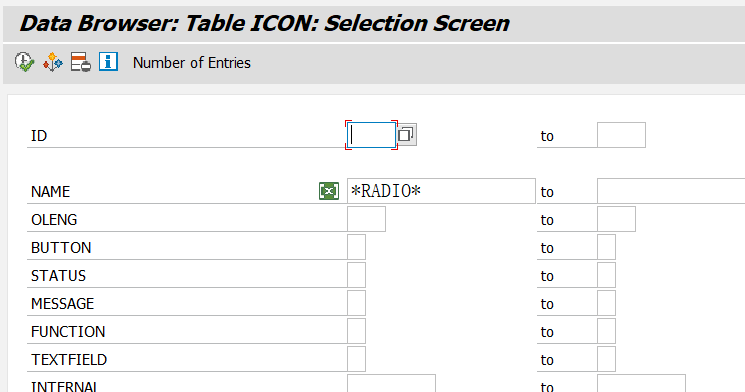 Data Browser: Table ICON: Selection Screen
Number of Entries
ID to
NAME *RADIO* to
OLENG to
BUTTON to
STATUS to
MESSAGE to
FUNCTION to
TEXTFIELD to
INTERNAL to